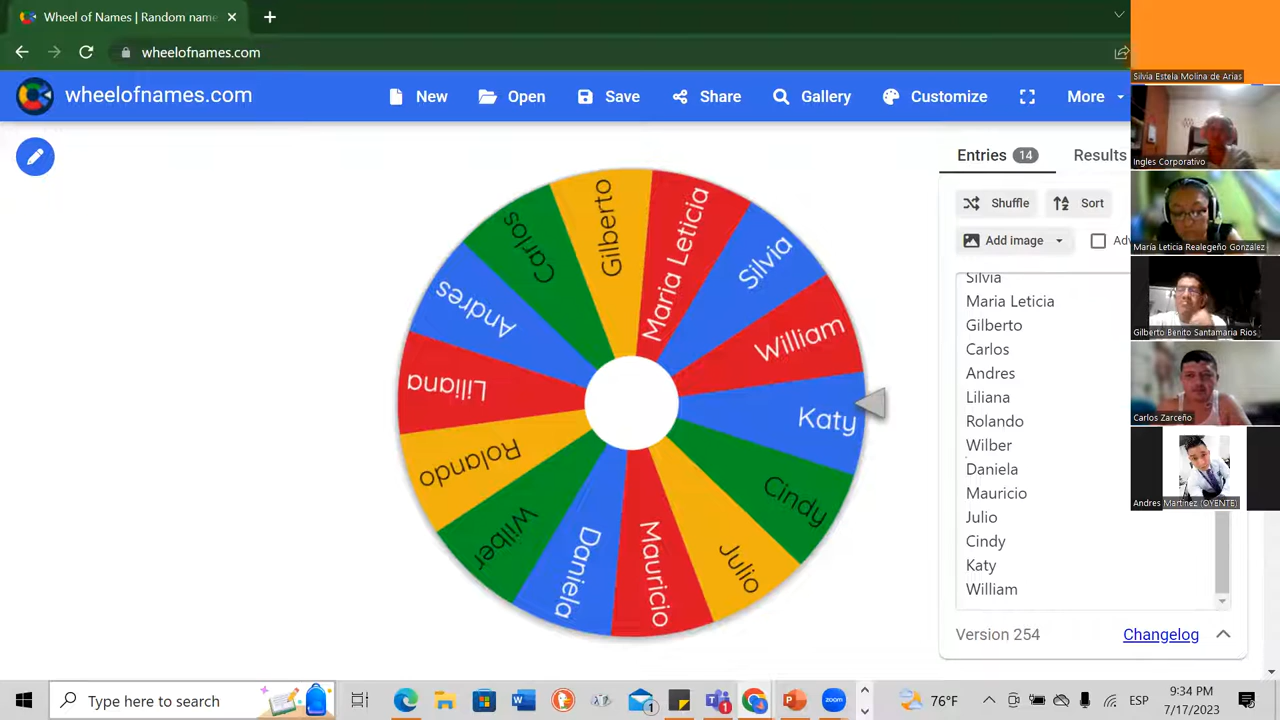 Wheel of Names | Random name
wheelofnames.com
wheelofnames.com
New
Open
Save
Share
Gallery
Customize
More
Entries 14
Results
Shuffle
Sort
Add image
Silvia
Maria Leticia
Gilberto
Carlos
Andres
Liliana
Rolando
Wilber
Daniela
Mauricio
Julio
Cindy
Katy
William
Version 254
Changelog
Gilberto
Maria Leticia
Silvia
William
Katy
Cindy
Julio
Mauricio
Daniela
Wilber
Rolando
Liliana
Andres
Carlos
Silvia Estela Molina de Arias
Ingles Corporativo
María Leticia Realegeño González
Gilberto Benito Santamaria Rios
Carlos Zarceño
Andres Martinez (OYENTE)
Type here to search
76°F
ESP
9:34 PM
7/17/2023